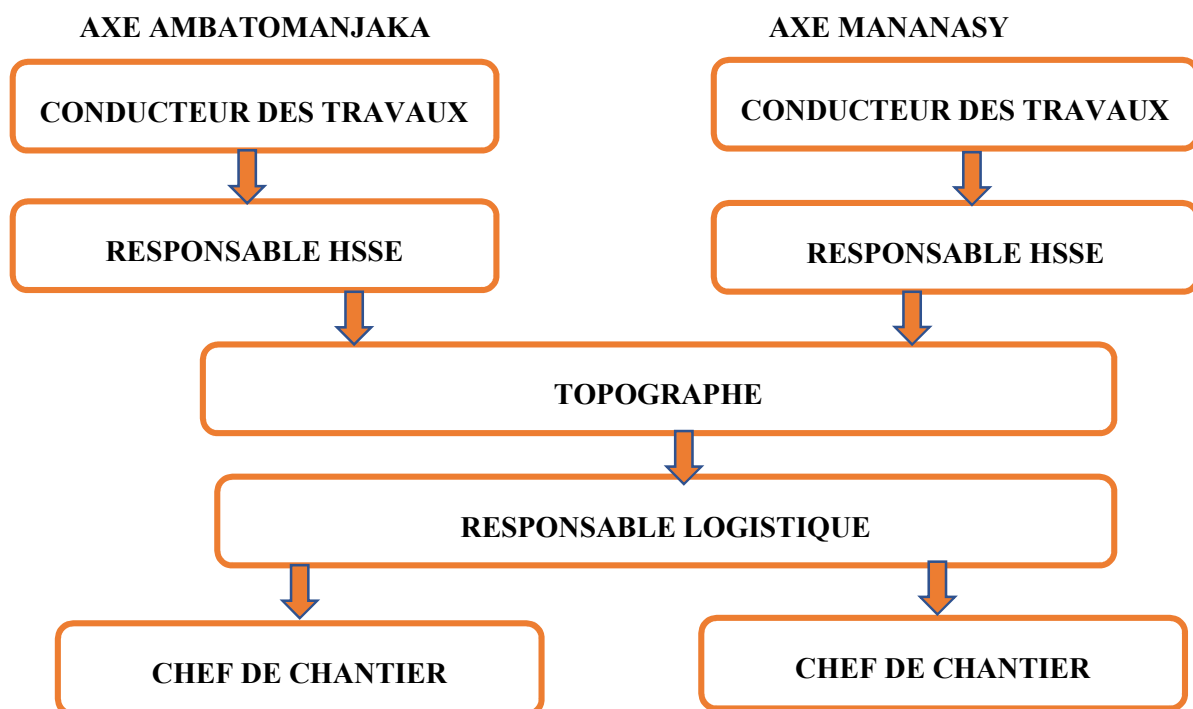 AXE AMBATOMANJAKA
AXE MANANASY
CONDUCTEUR DES TRAVAUX
CONDUCTEUR DES TRAVAUX
RESPONSABLE HSSE
RESPONSABLE HSSE
TOPOGRAPHE
RESPONSABLE LOGISTIQUE
CHEF DE CHANTIER
CHEF DE CHANTIER